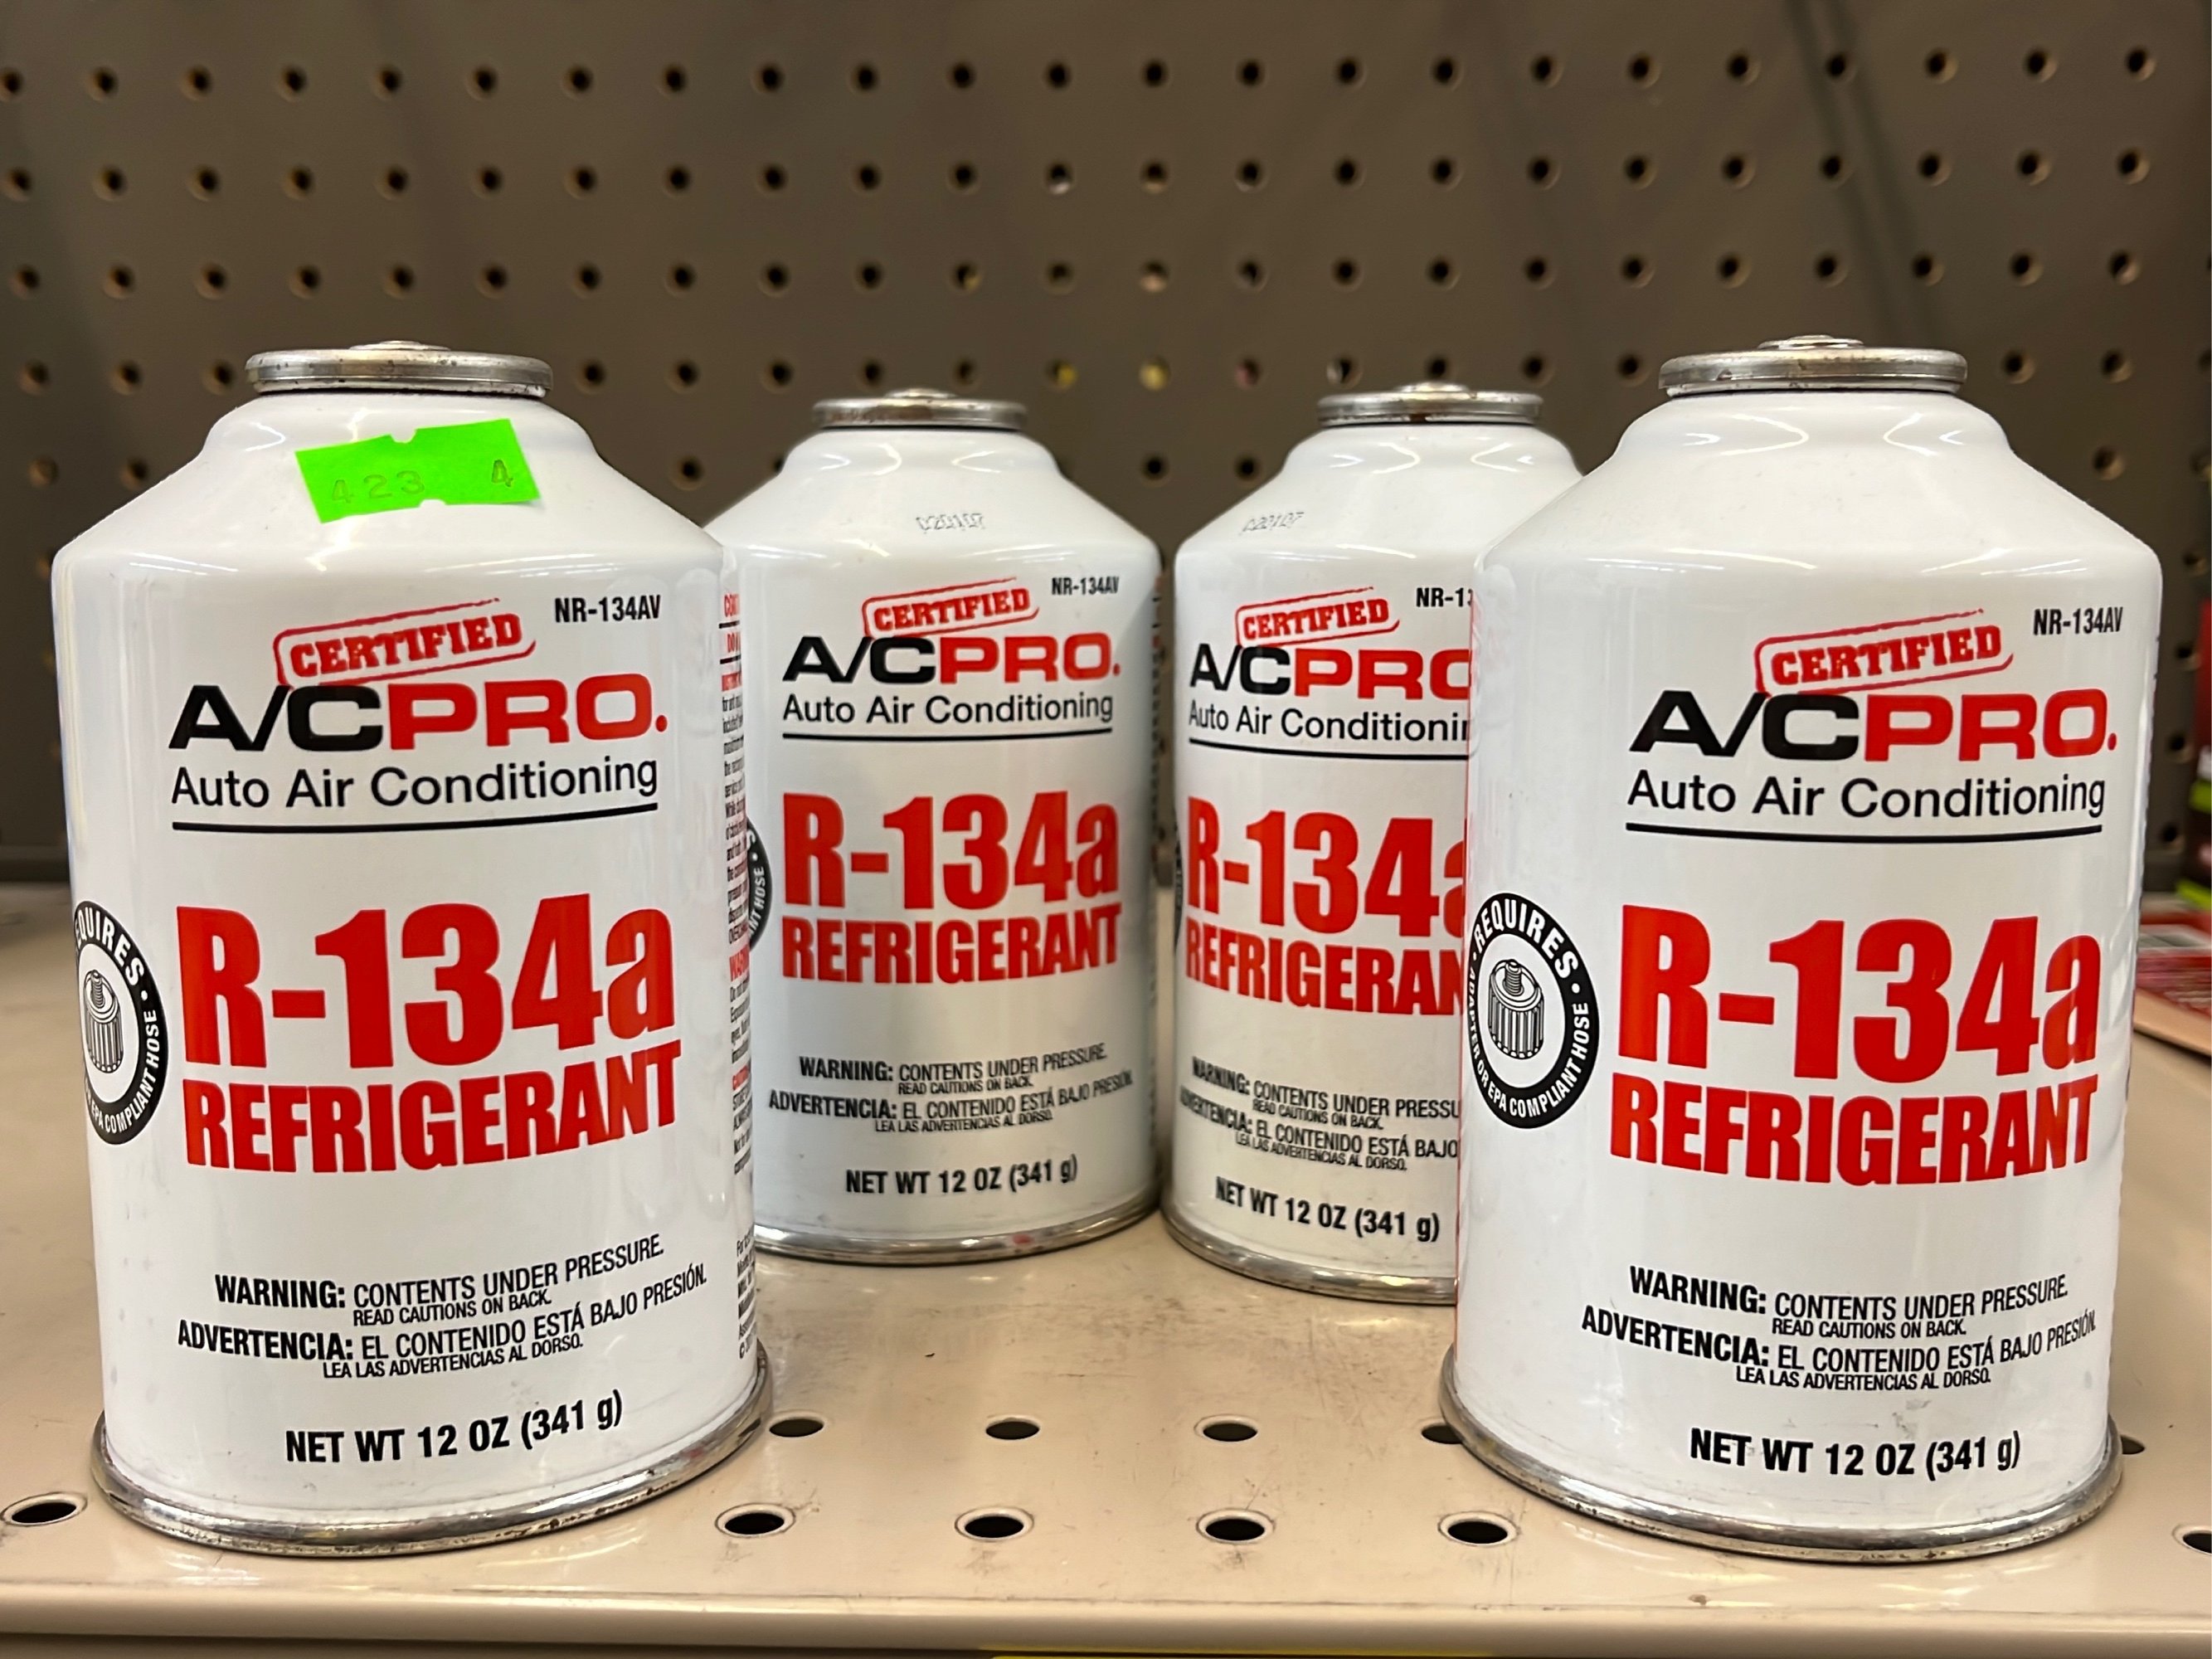 423 4
CERTIFIED
NR-134AV
A/CPRO.
Auto Air Conditioning
R-134a
REFRIGERANT
REQUIRES •
OR EPA COMPLIANT HOSE
WARNING: CONTENTS UNDER PRESSURE.
READ CAUTIONS ON BACK.
ADVERTENCIA: EL CONTENIDO ESTÁ BAJO PRESIÓN.
LEA LAS ADVERTENCIAS AL DORSO.
NET WT 12 OZ (341 g)
CERTIFIED
NR-134AV
A/CPRO.
Auto Air Conditioning
R-134a
REFRIGERANT
WARNING: CONTENTS UNDER PRESSURE.
READ CAUTIONS ON BACK.
ADVERTENCIA: EL CONTENIDO ESTÁ BAJO PRESIÓN.
LEA LAS ADVERTENCIAS AL DORSO.
NET WT 12 OZ (341 g)
CERTIFIED
NR-13
A/CPRO
Auto Air Conditionin
R-134a
REFRIGERAN
WARNING: CONTENTS UNDER PRESSU
READ CAUTIONS ON BACK.
ADVERTENCIA: EL CONTENIDO ESTÁ BAJO
LEA LAS ADVERTENCIAS AL DORSO.
NET WT 12 OZ (341 g)
CERTIFIED
NR-134AV
A/CPRO.
Auto Air Conditioning
R-134a
REFRIGERANT
• REQUIRES •
ADAPTER OR EPA COMPLIANT HOSE
WARNING: CONTENTS UNDER PRESSURE.
READ CAUTIONS ON BACK.
ADVERTENCIA: EL CONTENIDO ESTÁ BAJO PRESIÓN.
LEA LAS ADVERTENCIAS AL DORSO.
NET WT 12 OZ (341 g)